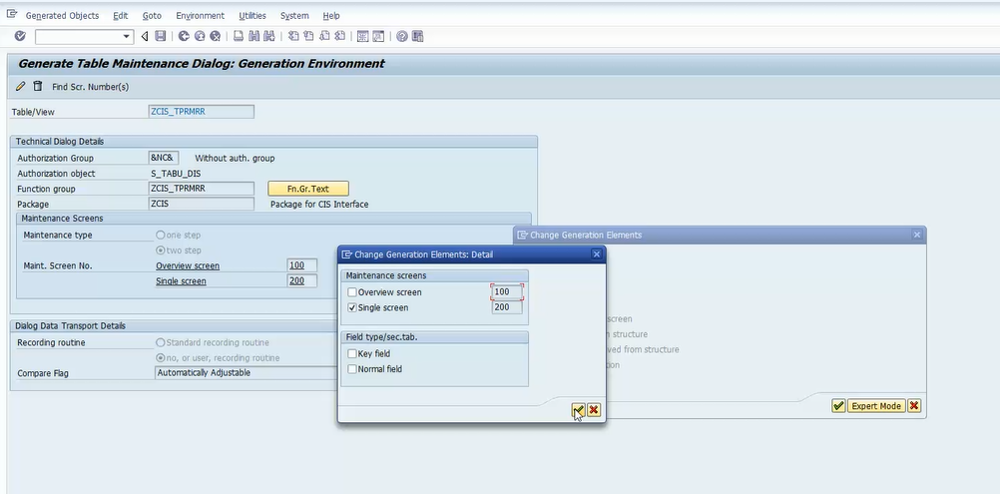 Generated Objects Edit Goto Environment Utilities System Help
Generate Table Maintenance Dialog: Generation Environment
Find Scr. Number(s)
Table/View ZCIS_TPRMRR
Technical Dialog Details
Authorization Group &NC& Without auth. group
Authorization object S_TABU_DIS
Function group ZCIS_TPRMRR Fn.Gr.Text
Package ZCIS Package for CIS Interface
Maintenance Screens
Maintenance type one step
two step
Maint. Screen No. Overview screen 100
Single screen 200
Dialog Data Transport Details
Recording routine Standard recording routine
no, or user, recording routine
Compare Flag Automatically Adjustable
Change Generation Elements
screen
structure
ved from structure
Expert Mode
Change Generation Elements: Detail
Maintenance screens
Overview screen 100
Single screen 200
Field type/sec.tab.
Key field
Normal field